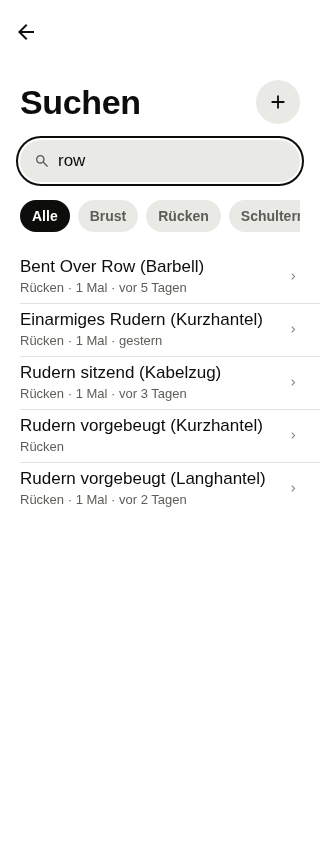 Suchen
row
Alle Brust Rücken Schultern
Bent Over Row (Barbell)
Rücken · 1 Mal · vor 5 Tagen
Einarmiges Rudern (Kurzhantel)
Rücken · 1 Mal · gestern
Rudern sitzend (Kabelzug)
Rücken · 1 Mal · vor 3 Tagen
Rudern vorgebeugt (Kurzhantel)
Rücken
Rudern vorgebeugt (Langhantel)
Rücken · 1 Mal · vor 2 Tagen